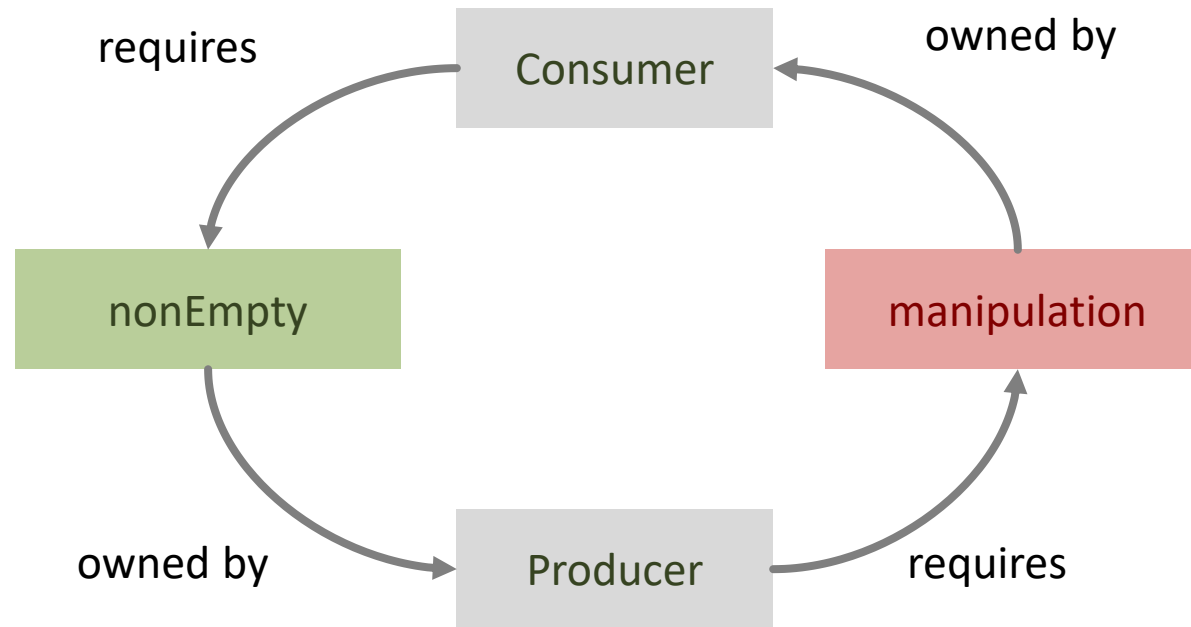 requires
Consumer
owned by
nonEmpty
manipulation
owned by
Producer
requires